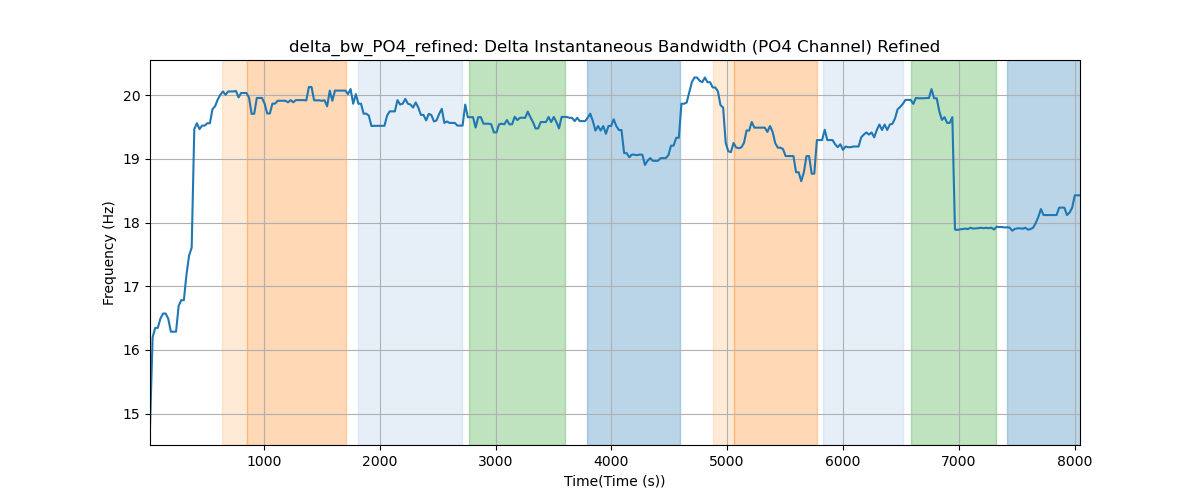 delta_bw_PO4_refined: Delta Instantaneous Bandwidth (PO4 Channel) Refined
Frequency (Hz)
20
19
18
17
16
15
1000 2000 3000 4000 5000 6000 7000 8000
Time(Time (s))